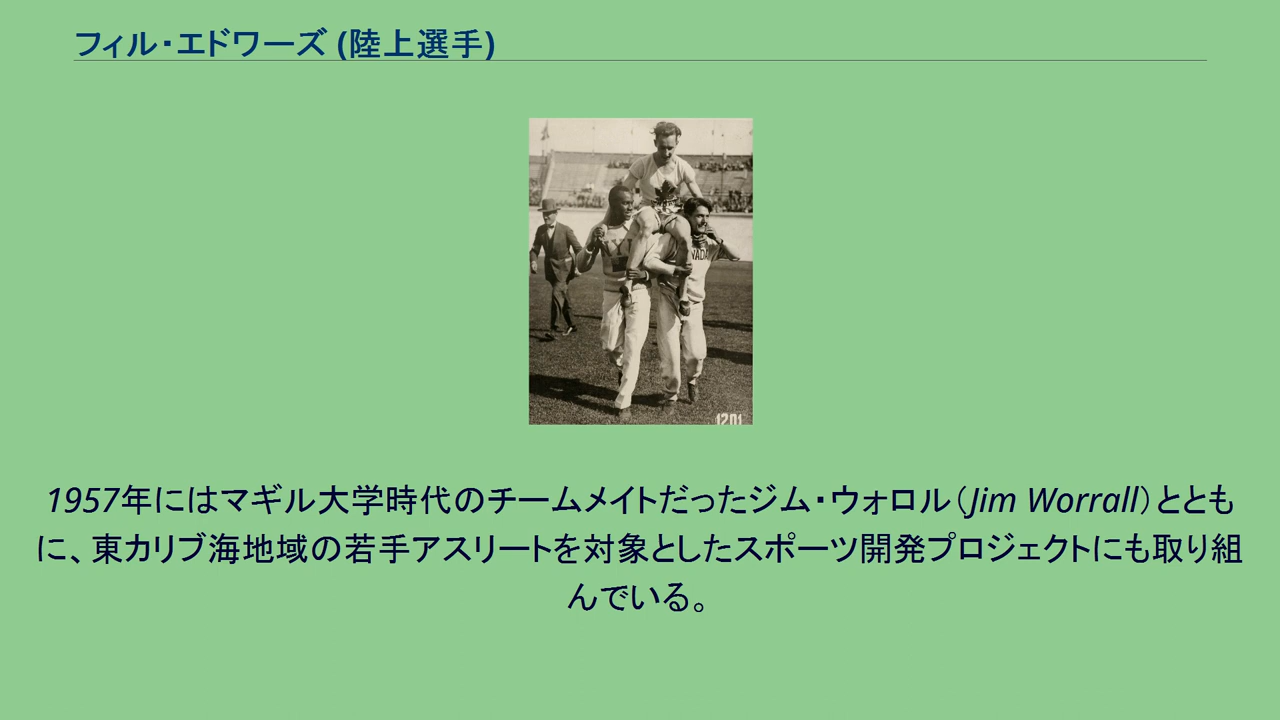 フィル・エドワーズ (陸上選手)
NADA
1201
1957年にはマギル大学時代のチームメイトだったジム・ウォロル（Jim Worrall）ととも
に、東カリブ海地域の若手アスリートを対象としたスポーツ開発プロジェクトにも取り組
んでいる。